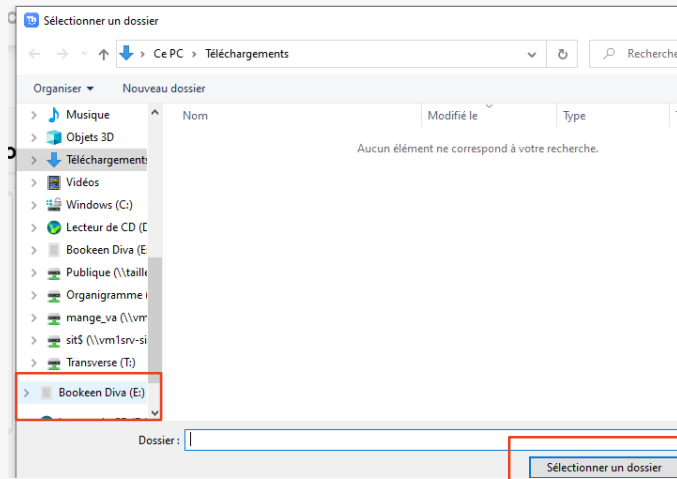 Sélectionner un dossier
Ce PC > Téléchargements
Recherche
Organiser
Nouveau dossier
Nom
Modifié le
Type
Aucun élément ne correspond à votre recherche.
Musique
Objets 3D
Téléchargements
Vidéos
Windows (C:)
Lecteur de CD (D
Bookeen Diva (E:
Publique (\\taille
Organigramme (
mange_va (\\vm
sit$ (\\vm1srv-si
Transverse (T:)
Bookeen Diva (E:)
Dossier :
Sélectionner un dossier